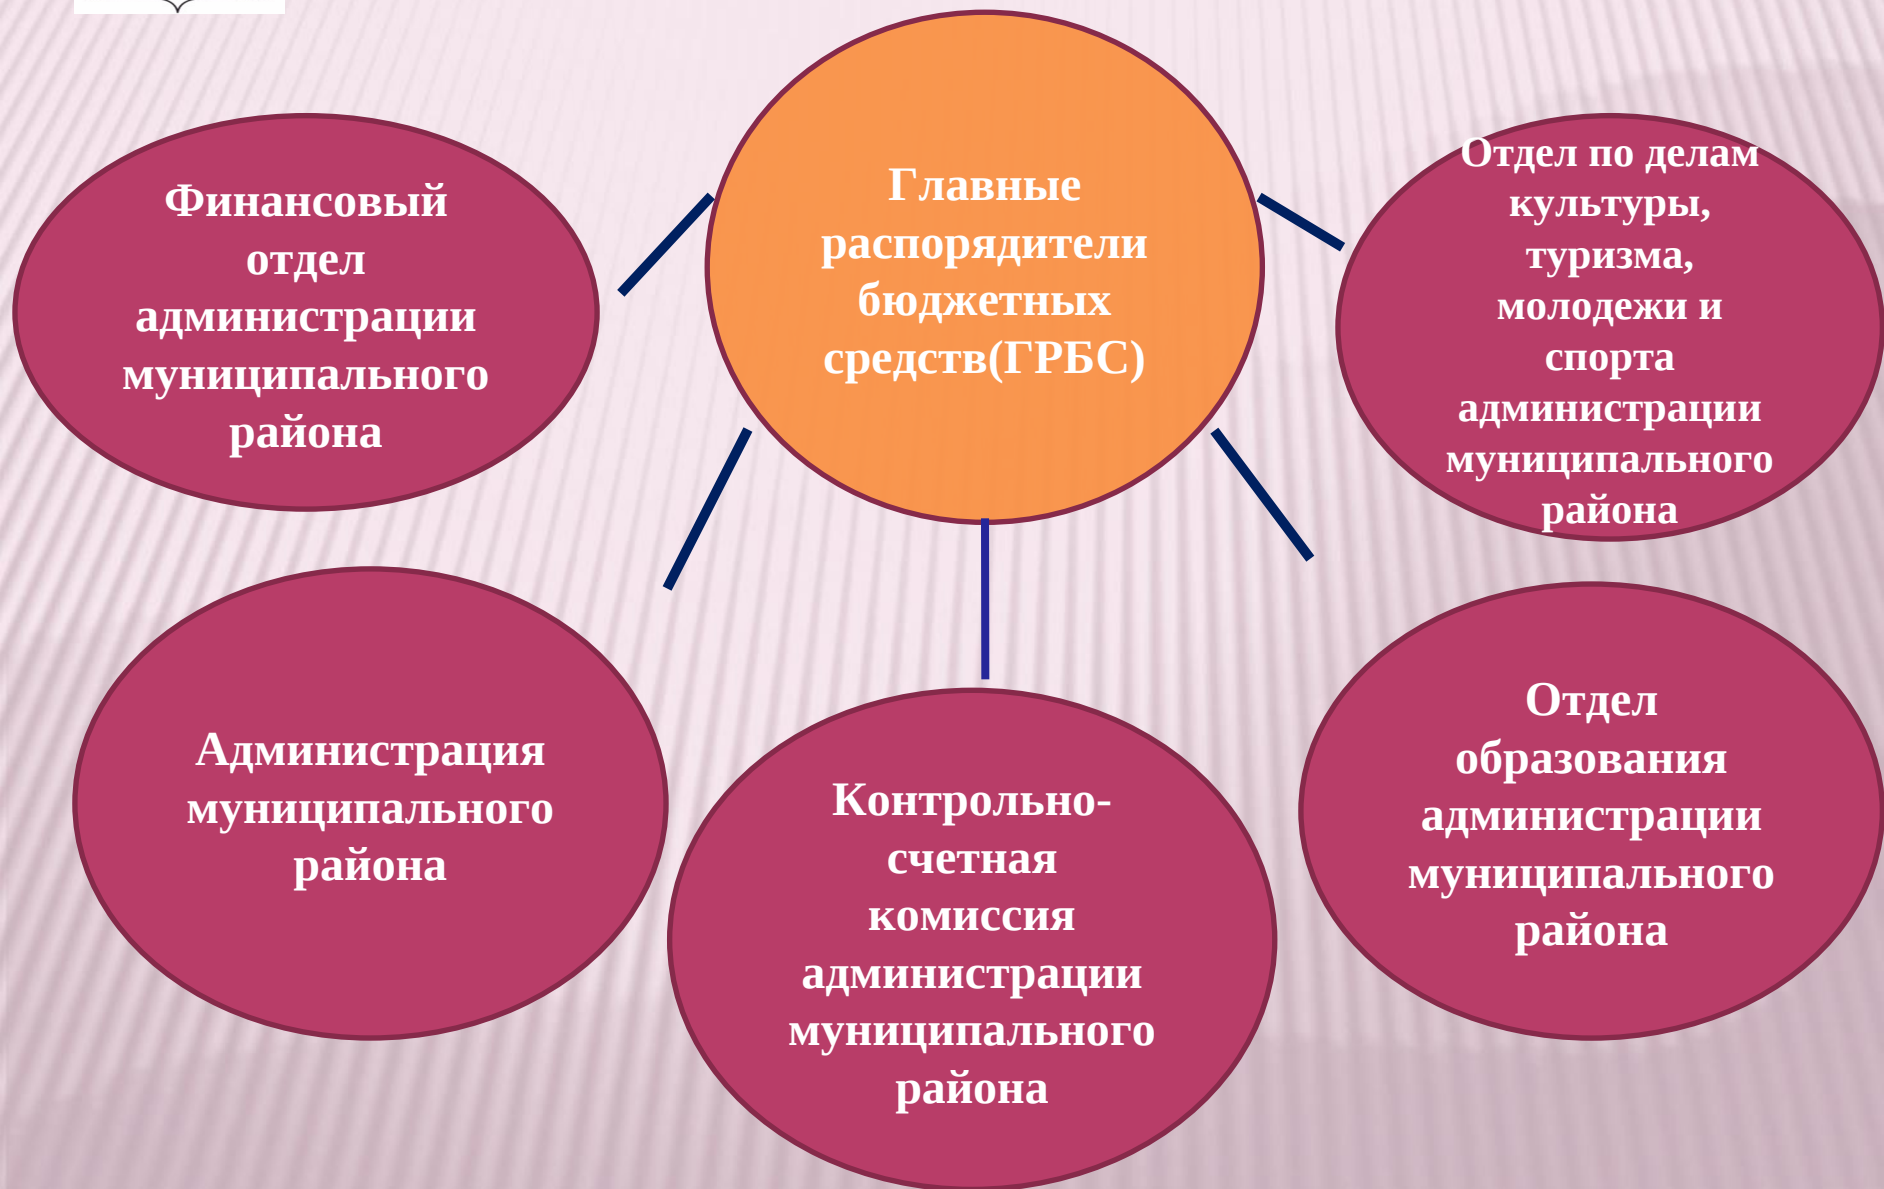 Главные
распорядители
бюджетных
средств(ГРБС)
Финансовый
отдел
администрации
муниципального
района
Отдел по делам
культуры,
туризма,
молодежи и
спорта
администрации
муниципального
района
Администрация
муниципального
района
Контрольно-
счетная
комиссия
администрации
муниципального
района
Отдел
образования
администрации
муниципального
района